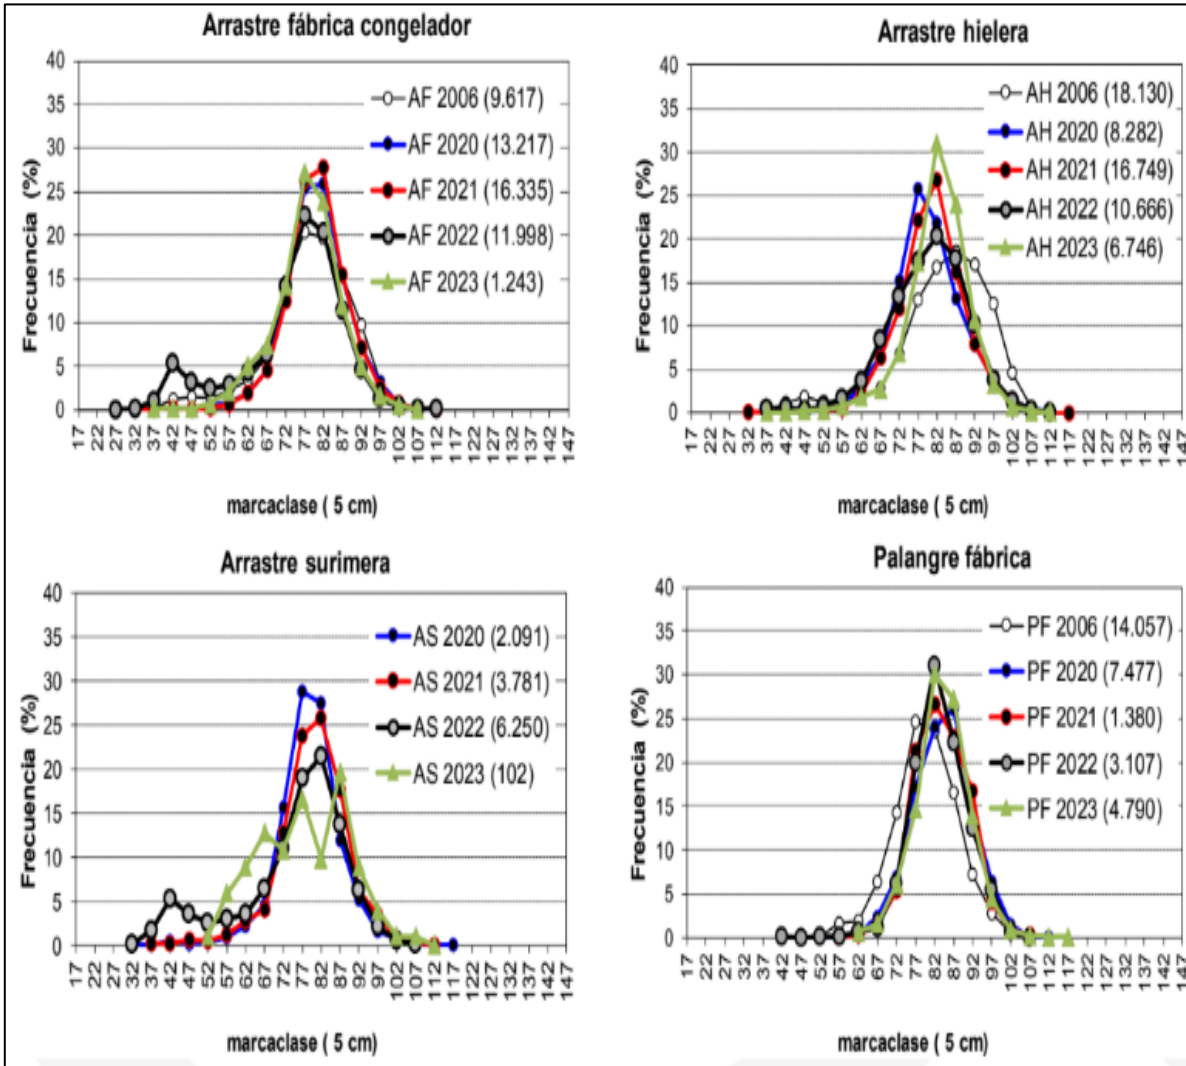 Arrastre fábrica congelador
Frecuencia (%)
40
35
30
25
20
15
10
5
0
AF 2006 (9.617)
AF 2020 (13.217)
AF 2021 (16.335)
AF 2022 (11.998)
AF 2023 (1.243)
17 22 27 32 37 42 47 52 57 62 67 72 77 82 87 92 97 102 107 112 117 122 127 132 137 142 147
marcaclase ( 5 cm)
Arrastre hielera
Frecuencia (%)
40
35
30
25
20
15
10
5
0
AH 2006 (18.130)
AH 2020 (8.282)
AH 2021 (16.749)
AH 2022 (10.666)
AH 2023 (6.746)
17 22 27 32 37 42 47 52 57 62 67 72 77 82 87 92 97 102 107 112 117 122 127 132 137 142 147
marcaclase ( 5 cm)
Arrastre surimera
Frecuencia (%)
40
35
30
25
20
15
10
5
0
AS 2020 (2.091)
AS 2021 (3.781)
AS 2022 (6.250)
AS 2023 (102)
17 22 27 32 37 42 47 52 57 62 67 72 77 82 87 92 97 102 107 112 117 122 127 132 137 142 147
marcaclase ( 5 cm)
Palangre fábrica
Frecuencia (%)
40
35
30
25
20
15
10
5
0
PF 2006 (14.057)
PF 2020 (7.477)
PF 2021 (1.380)
PF 2022 (3.107)
PF 2023 (4.790)
17 22 27 32 37 42 47 52 57 62 67 72 77 82 87 92 97 102 107 112 117 122 127 132 137 142 147
marcaclase ( 5 cm)